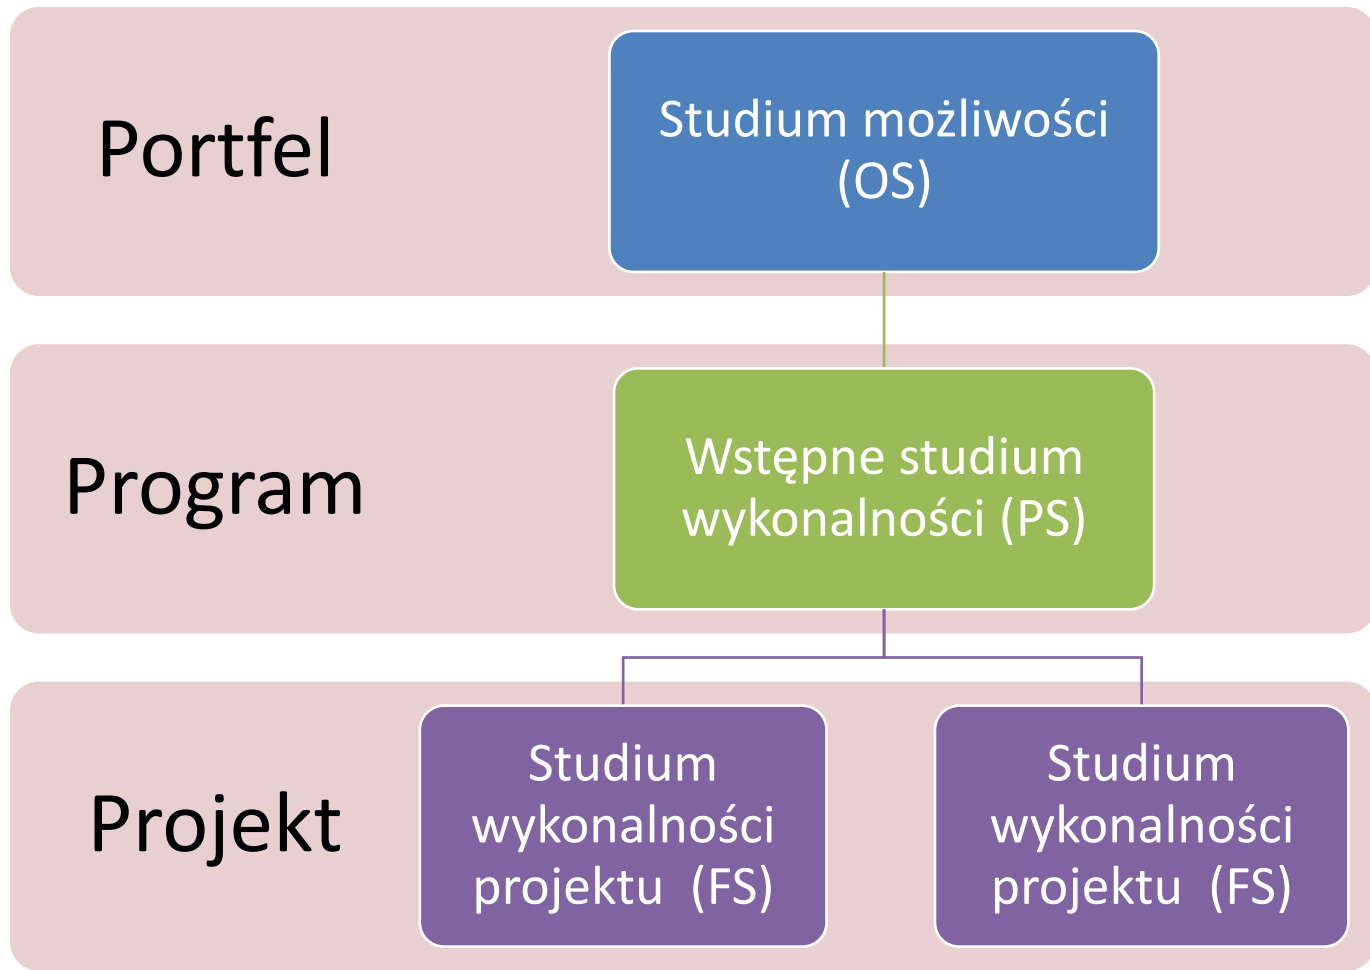 Portfel
Studium możliwości
(OS)
Program
Wstępne studium
wykonalności (PS)
Projekt
Studium
wykonalności
projektu  (FS)
Studium
wykonalności
projektu  (FS)